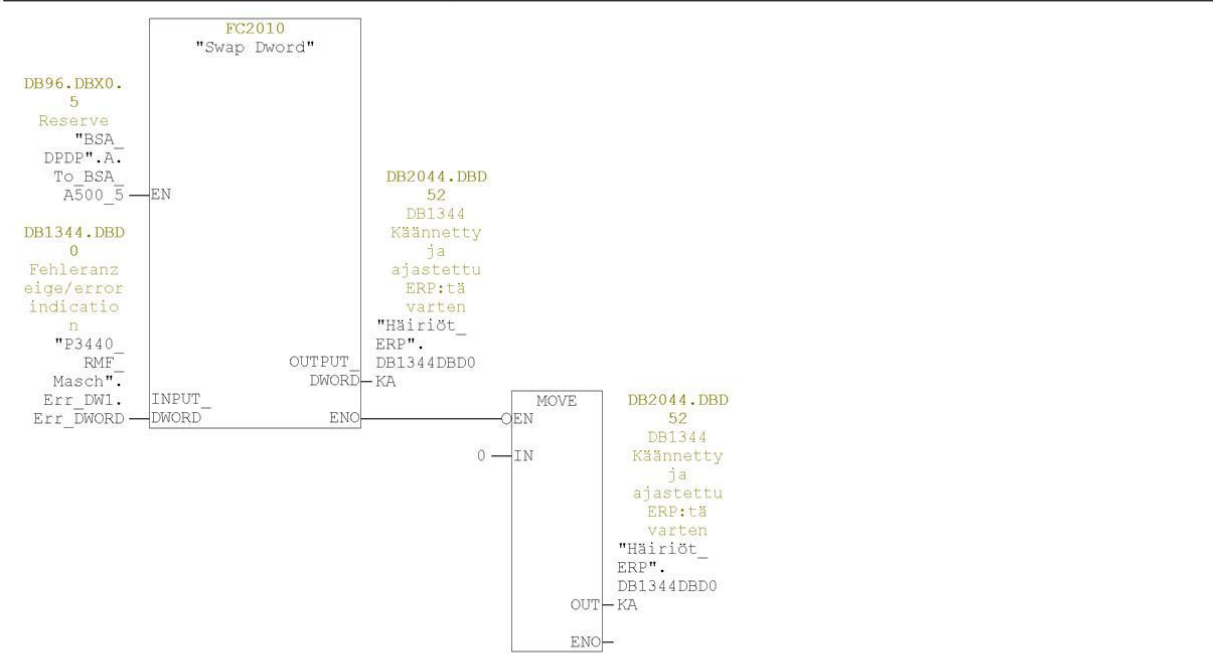 FC2010
"Swap Dword"
DB96.DBX0.
5
Reserve
"BSA_
DPDP".A.
To_BSA_
A500_5
EN
DB1344.DBD
0
Fehleranz
eige/error
indicatio
n
"P3440_
RMF_
Masch".
Err_DW1.
Err_DWORD
INPUT_
DWORD
DB2044.DBD
52
DB1344
Käännetty
ja
ajastettu
ERP:tä
varten
"Häiriöt_
ERP".
DB1344DBD0
KA
OUTPUT_
DWORD
ENO
MOVE
EN
0
IN
DB2044.DBD
52
DB1344
Käännetty
ja
ajastettu
ERP:tä
varten
"Häiriöt_
ERP".
DB1344DBD0
KA
OUT
ENO